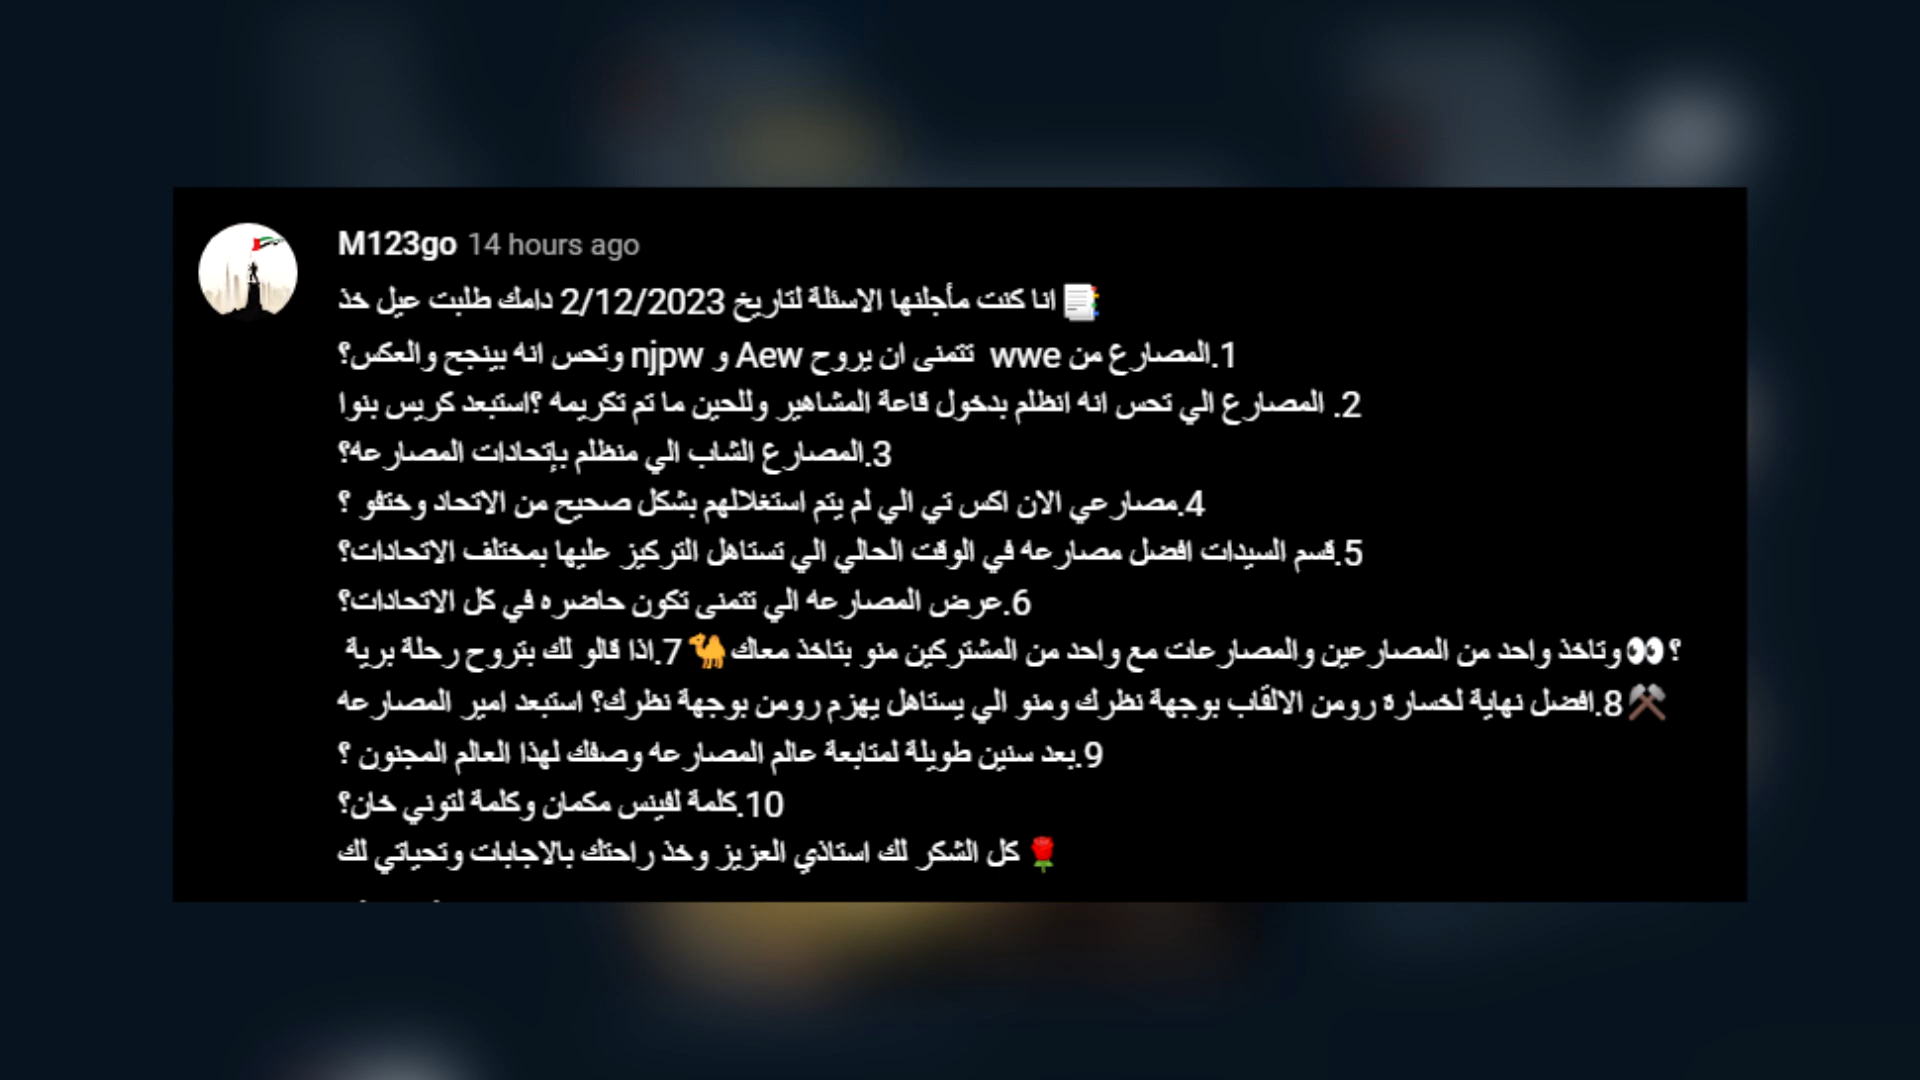 M123go 14 hours ago
📑انا كنت مأجلنها الاسئلة لتاريخ 2/12/2023 دامك طلبت عيل خذ
1.المصارع من wwe تتمنى ان يروح Aew و njpw وتحس انه بينجح والعكس؟
2. المصارع الي تحس انه انظلم بدخول قاعة المشاهير وللحين ما تم تكريمه ؟استبعد كريس بنوا
3.المصارع الشاب الي منظلم بإتحادات المصارعه؟
4.مصارعي الان اكس تي الي لم يتم استغلالهم بشكل صحيح من الاتحاد وختفو ؟
5.قسم السيدات افضل مصارعه في الوقت الحالي الي تستاهل التركيز عليها بمختلف الاتحادات؟
6.عرض المصارعه الي تتمنى تكون حاضره في كل الاتحادات؟
؟👀وتاخذ واحد من المصارعين والمصارعات مع واحد من المشتركين منو بتاخذ معاك🐪7.اذا قالو لك بتروح رحلة برية
⚒8.افضل نهاية لخسارة رومن الالقاب بوجهة نظرك ومنو الي يستاهل يهزم رومن بوجهة نظرك؟ استبعد امير المصارعه
9.بعد سنين طويلة لمتابعة عالم المصارعه وصفك لهذا العالم المجنون ؟
10.كلمة لفينس مكمان وكلمة لتوني خان؟
🌹 كل الشكر لك استاذي العزيز وخذ راحتك بالاجابات وتحياتي لك